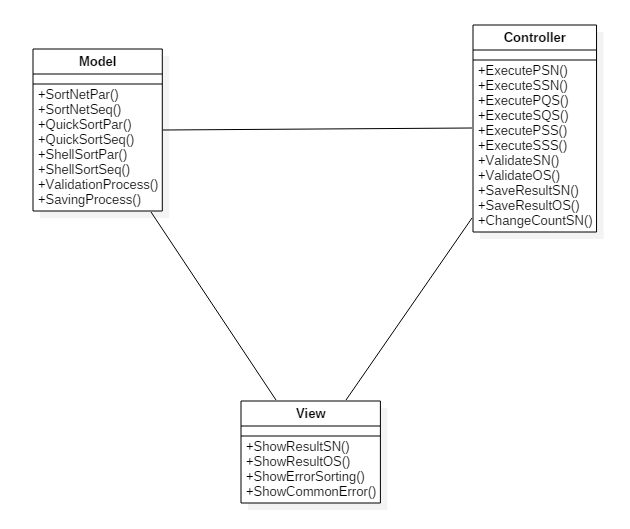 Model
+SortNetPar()
+SortNetSeq()
+QuickSortPar()
+QuickSortSeq()
+ShellSortPar()
+ShellSortSeq()
+ValidationProcess()
+SavingProcess()
Controller
+ExecutePSN()
+ExecuteSSN()
+ExecutePQS()
+ExecuteSQS()
+ExecutePSS()
+ExecuteSSS()
+ValidateSN()
+ValidateOS()
+SaveResultSN()
+SaveResultOS()
+ChangeCountSN()
View
+ShowResultSN()
+ShowResultOS()
+ShowErrorSorting()
+ShowCommonError()